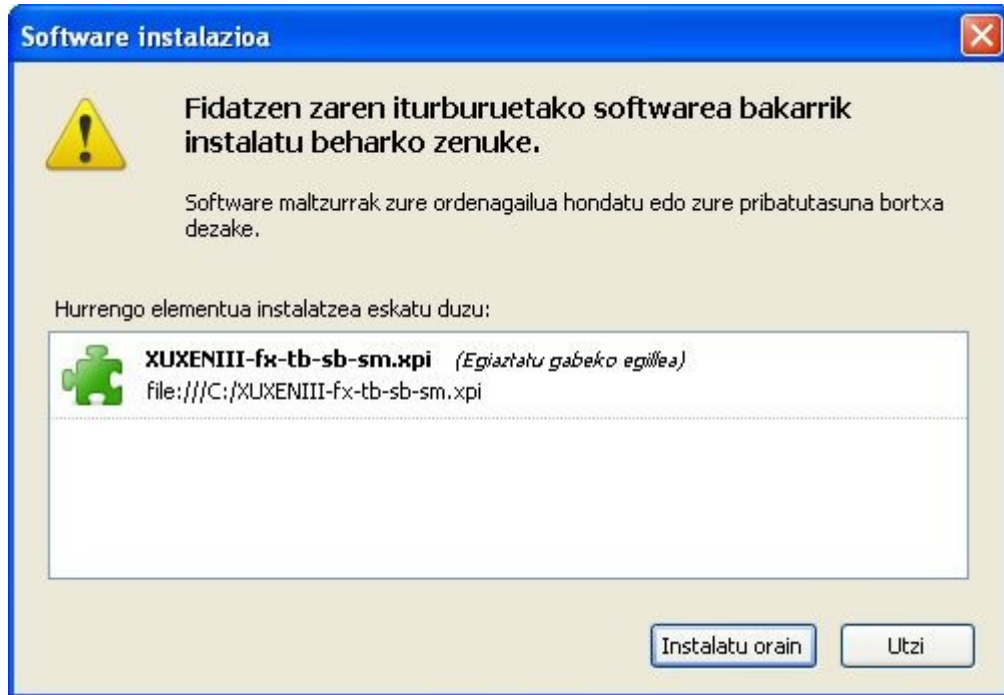 Software instalazioa
Fidatzen zaren iturburuetako softwarea bakarrik
instalatu beharko zenuke.
Software maltzurrak zure ordenagailua hondatu edo zure pribatutasuna bortxa
dezake.
Hurrengo elementua instalatzea eskatu duzu:
XUXENIII-fx-tb-sb-sm.xpi (Egiaztatu gabeko egillea)
file:///C:/XUXENIII-fx-tb-sb-sm.xpi
Instalatu orain Utzi